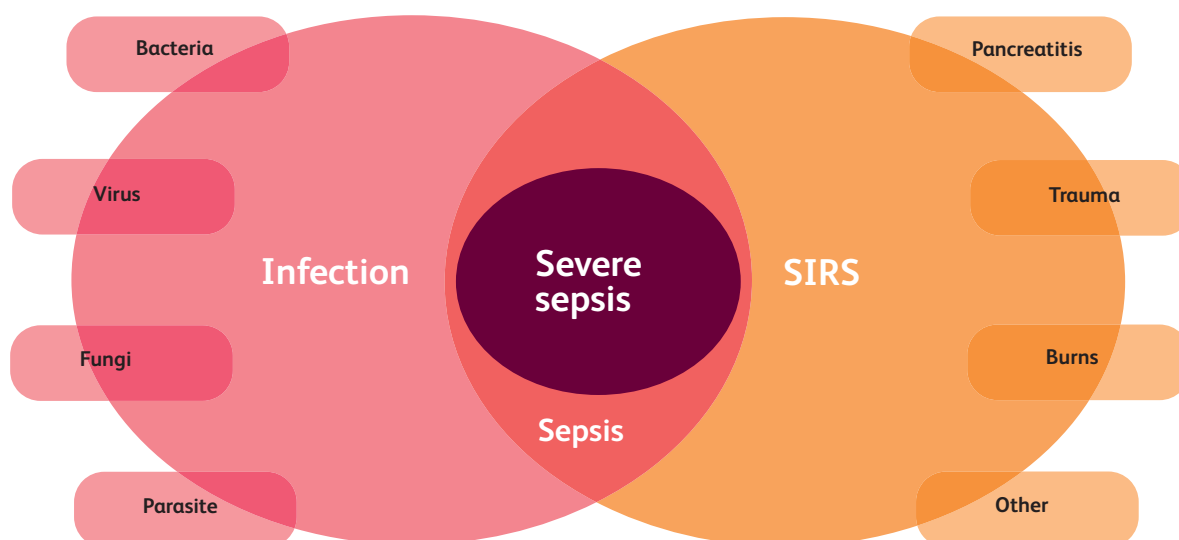 Bacteria
Pancreatitis
Virus
Trauma
Infection
Severe
sepsis
SIRS
Fungi
Burns
Sepsis
Parasite
Other